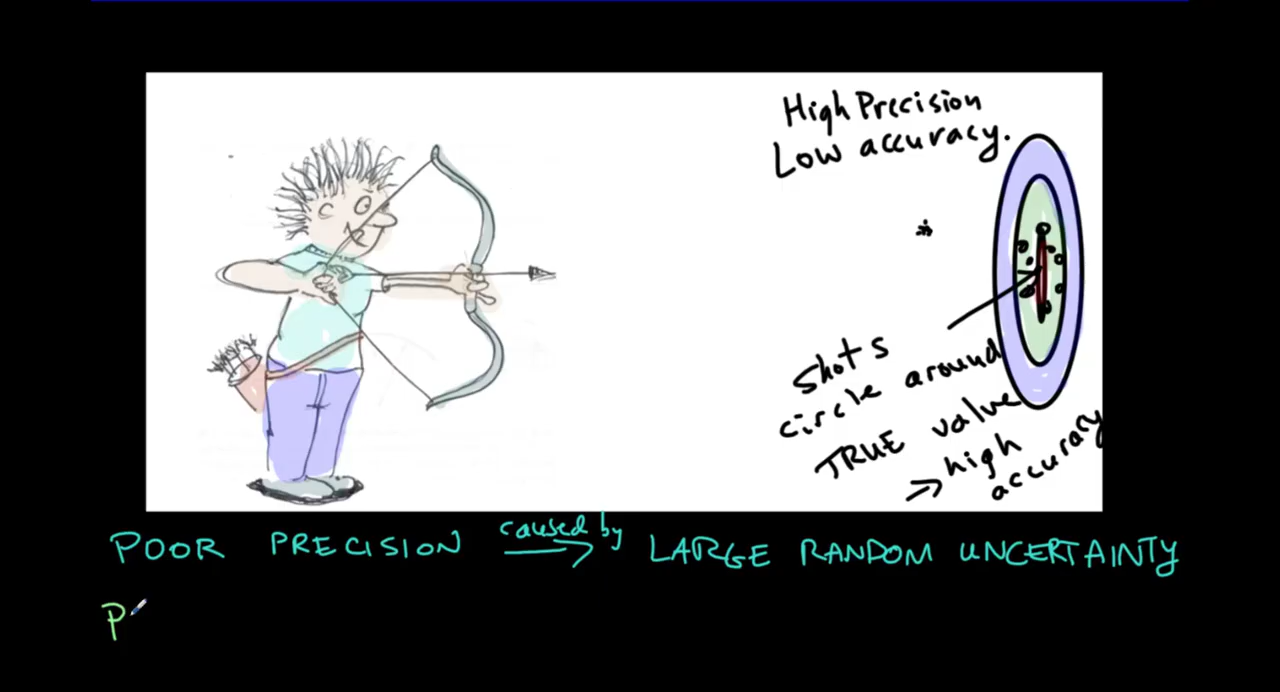 High Precision
Low accuracy.
shots
circle around
TRUE value
→ high
accuracy
POOR PRECISION caused by → LARGE RANDOM UNCERTAINTY
P